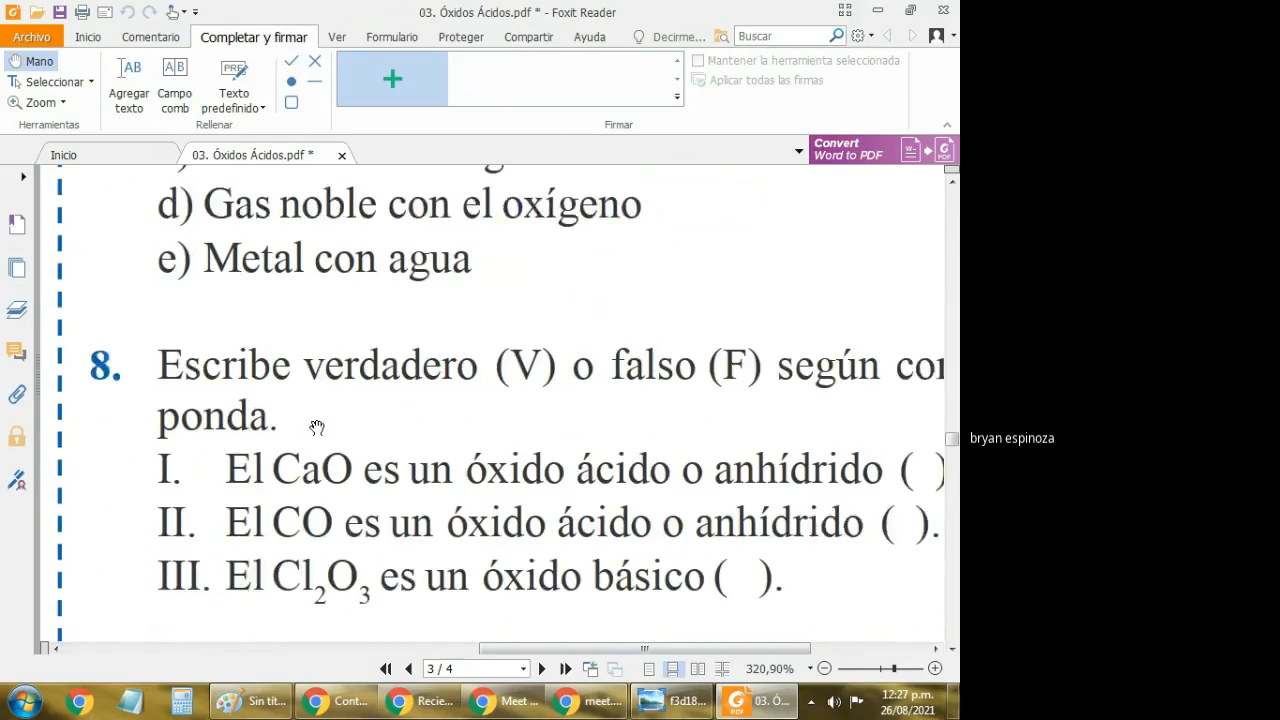 03. Óxidos Ácidos.pdf * - Foxit Reader
Archivo Inicio Comentario Completar y firmar Ver Formulario Proteger Compartir Ayuda Decirme... Buscar
Mano
Seleccionar
Zoom
Herramientas
AB
Agregar texto
A|B
Campo comb
PRE
Texto predefinido
Rellenar
Mantener la herramienta seleccionada
Aplicar todas las firmas
Firmar
Inicio
03. Óxidos Ácidos.pdf *
Convert
Word to PDF
d) Gas noble con el oxígeno
e) Metal con agua
8. Escribe verdadero (V) o falso (F) según cor
ponda.
I. El CaO es un óxido ácido o anhídrido ( )
II. El CO es un óxido ácido o anhídrido ( ).
III. El Cl₂O₃ es un óxido básico ( ).
bryan espinoza
3 / 4
320,90%
Sin tít...
Cont...
Recie...
Meet ...
meet....
f3d18...
03. Ó...
12:27 p.m.
26/08/2021